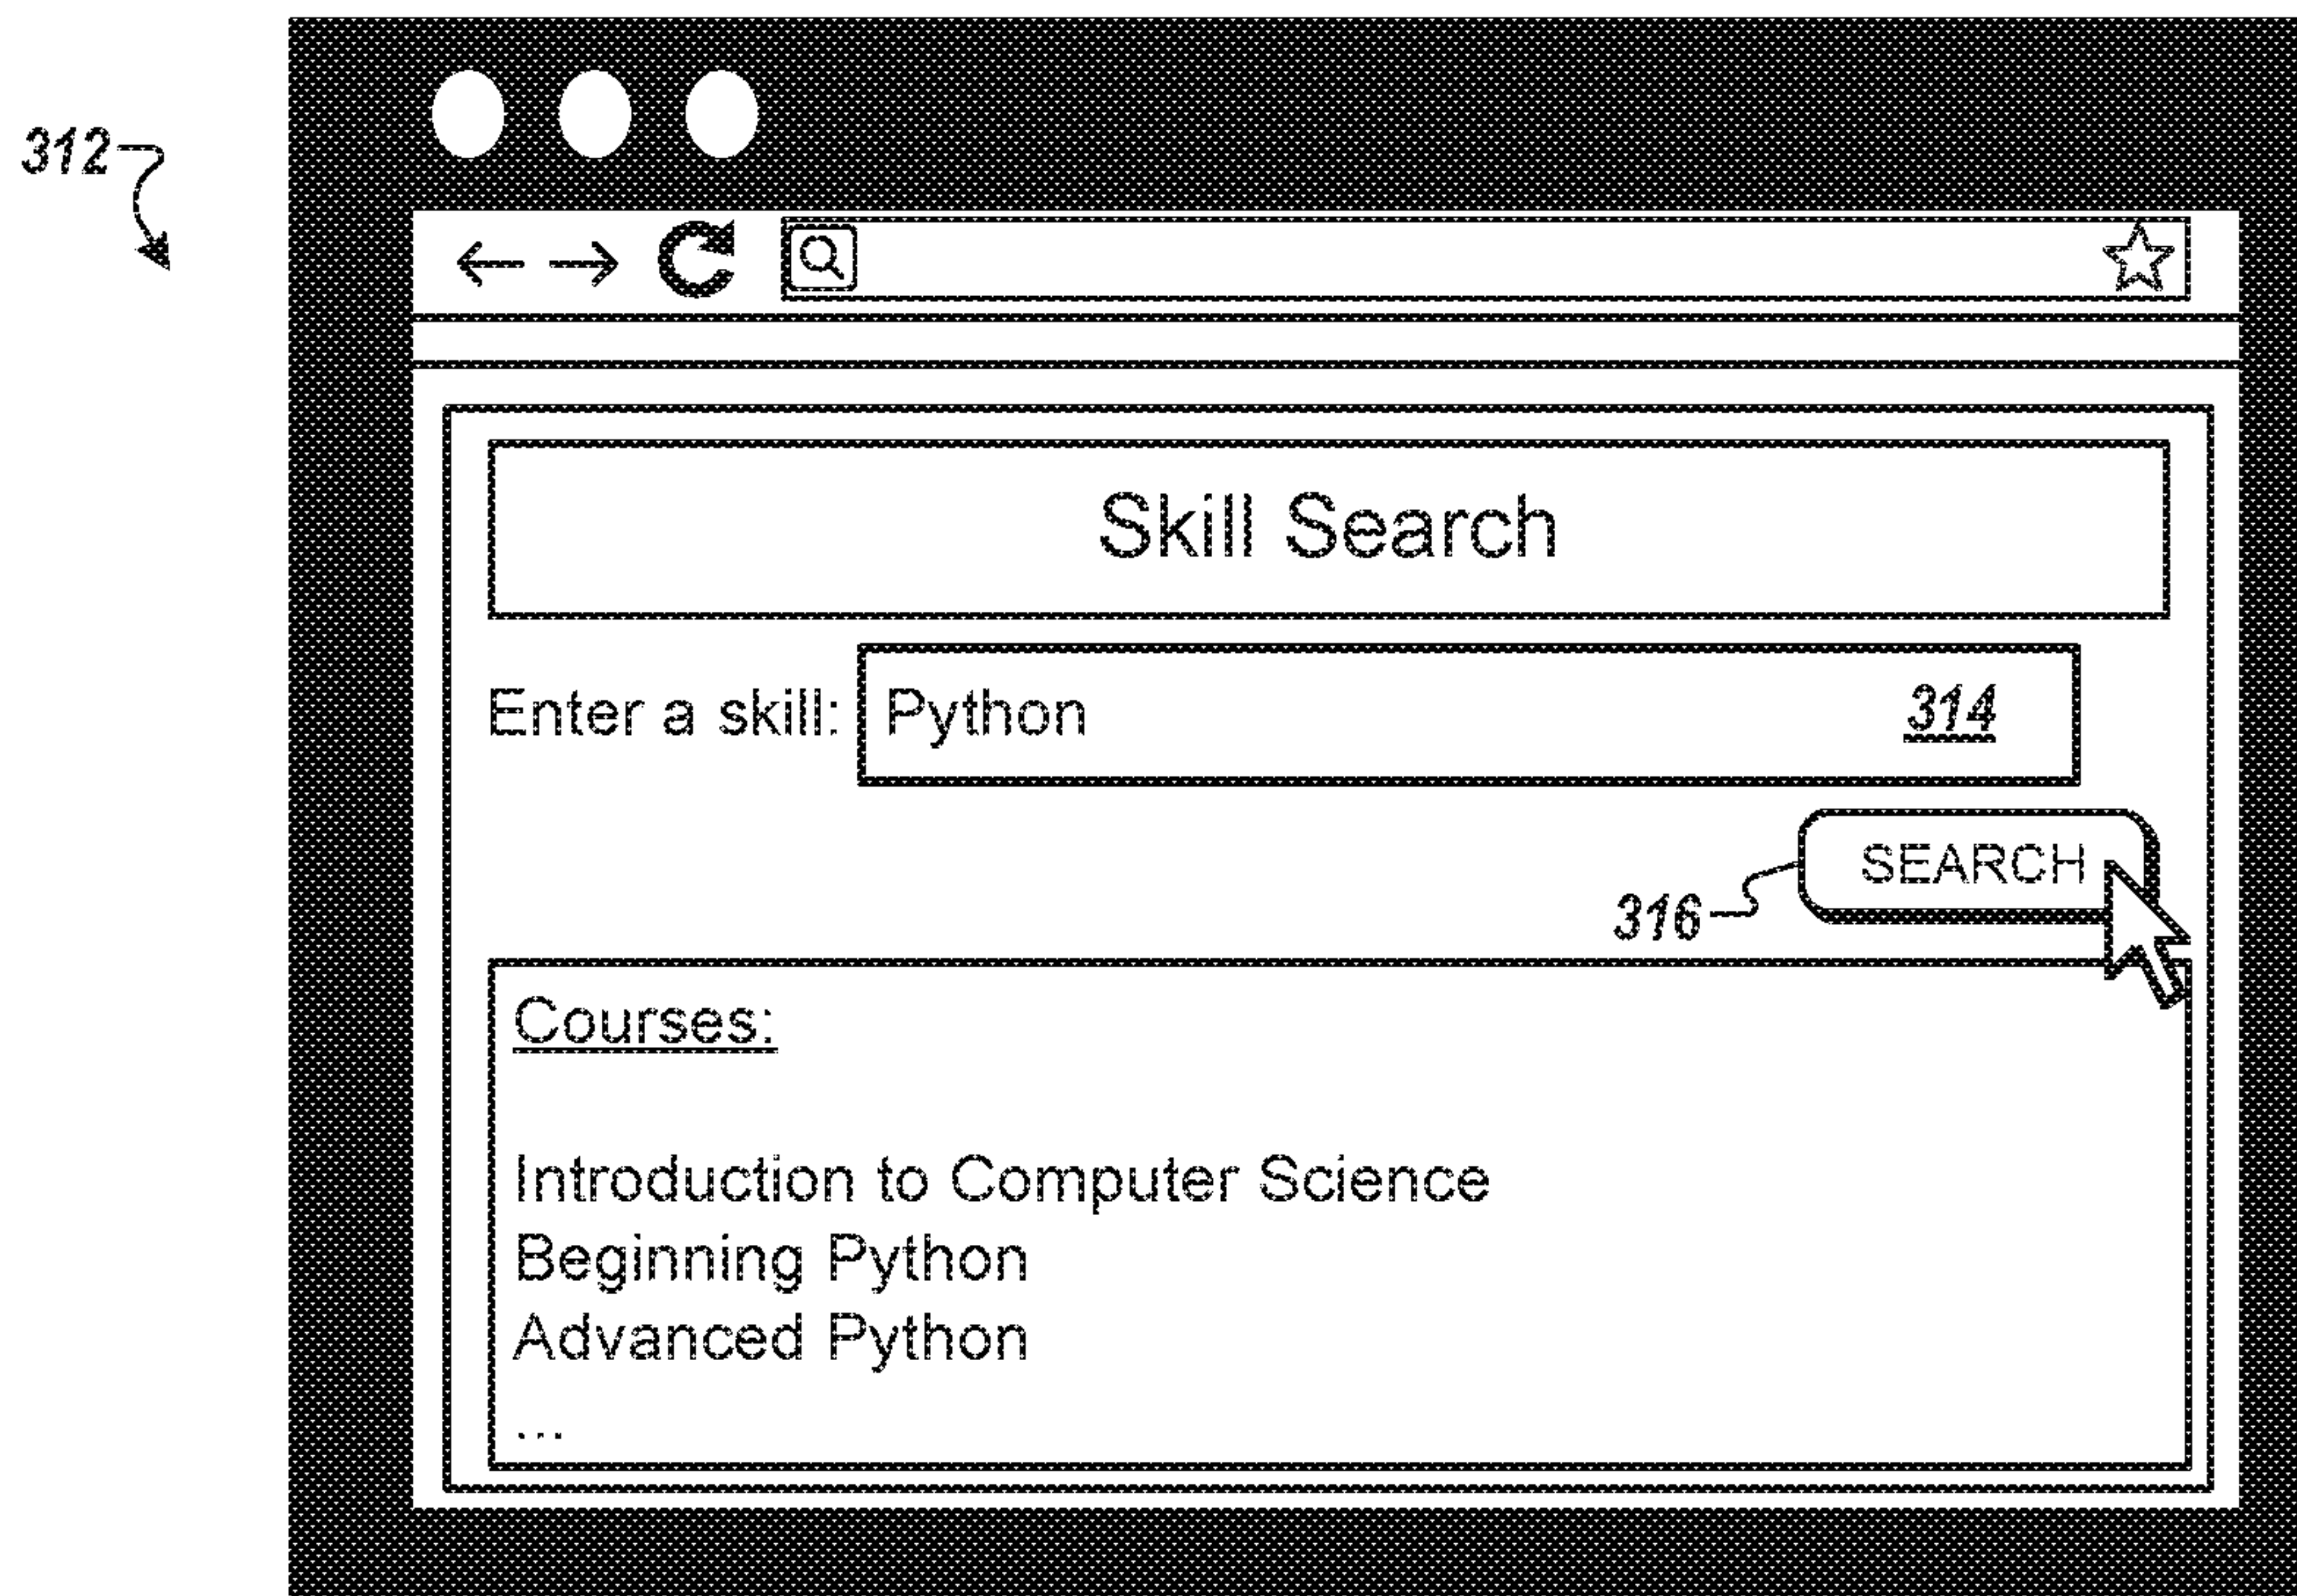 312
Skill Search
Enter a skill: Python 314
SEARCH
316
Courses:
Introduction to Computer Science
Beginning Python
Advanced Python
...